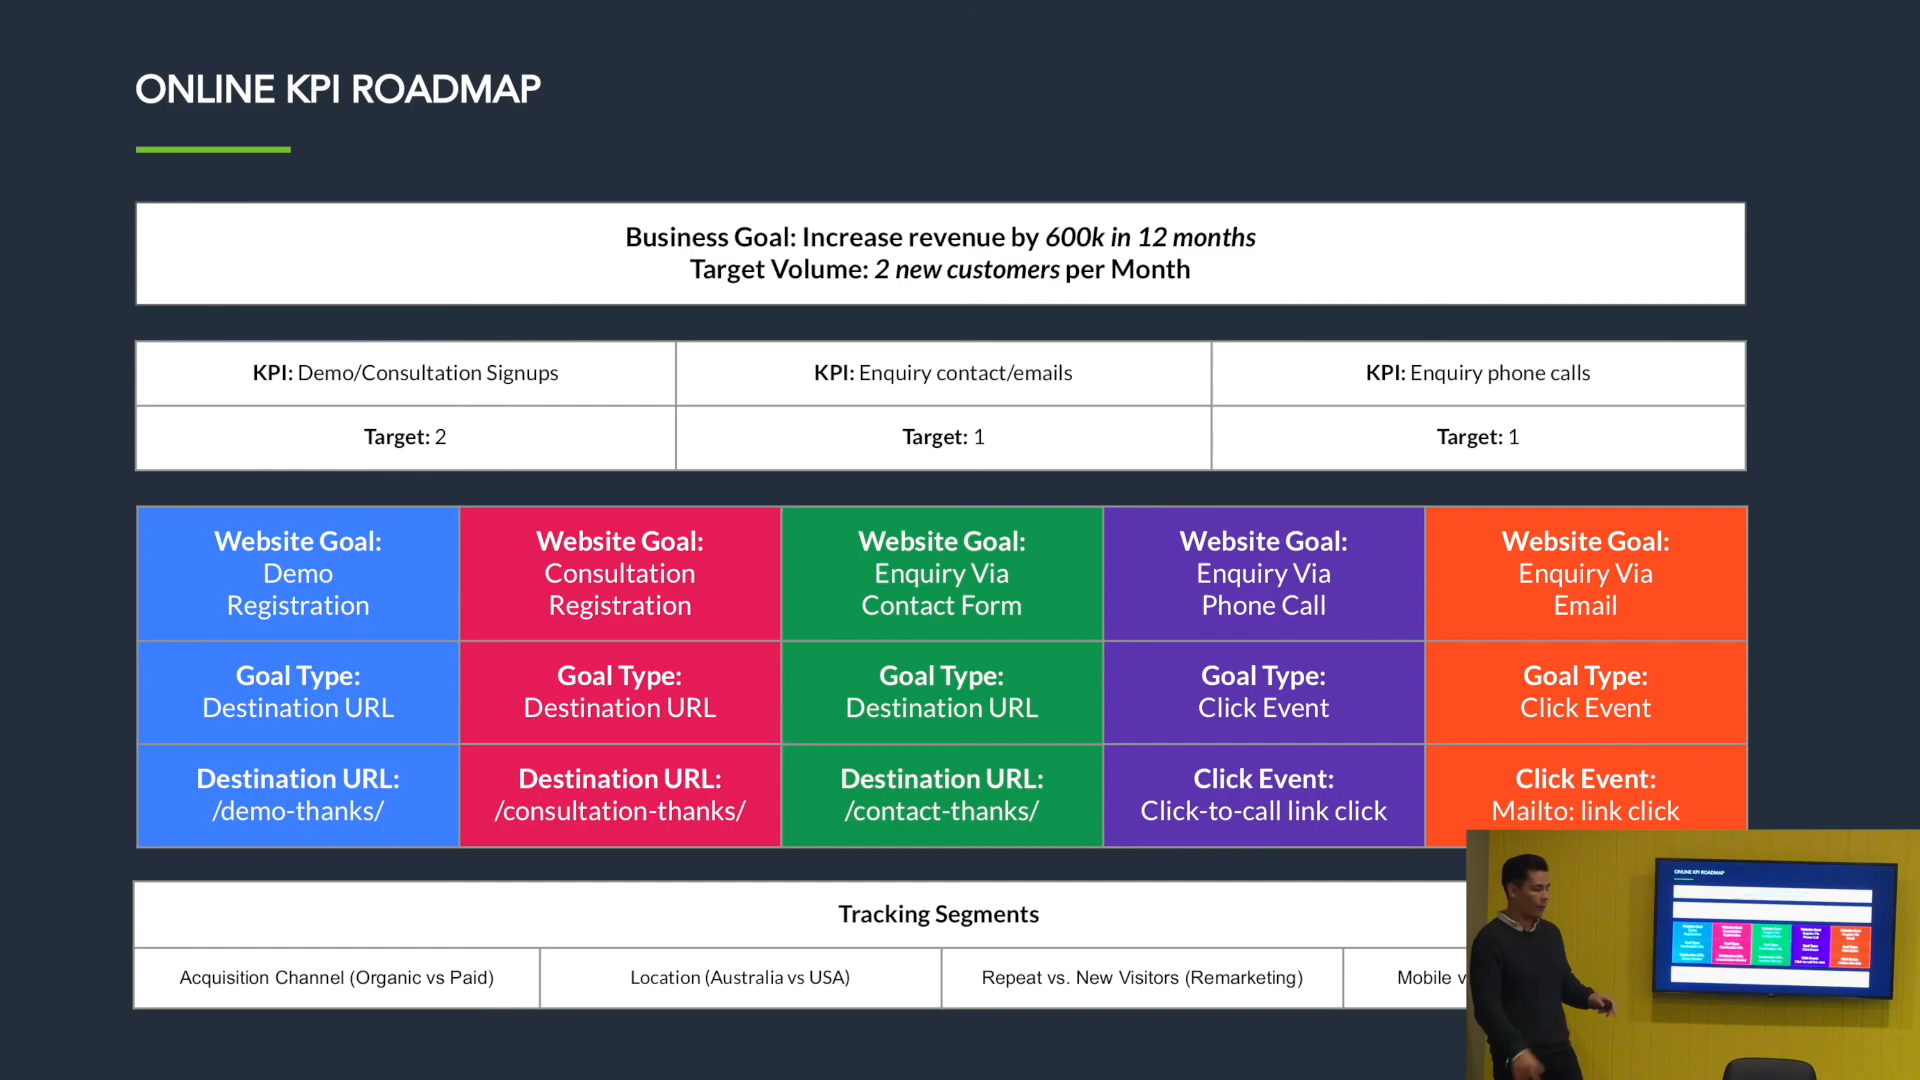 ONLINE KPI ROADMAP
Business Goal: Increase revenue by 600k in 12 months
Target Volume: 2 new customers per Month
KPI: Demo/Consultation Signups
KPI: Enquiry contact/emails
KPI: Enquiry phone calls
Target: 2
Target: 1
Target: 1
Website Goal:
Demo
Registration
Website Goal:
Consultation
Registration
Website Goal:
Enquiry Via
Contact Form
Website Goal:
Enquiry Via
Phone Call
Website Goal:
Enquiry Via
Email
Goal Type:
Destination URL
Goal Type:
Destination URL
Goal Type:
Destination URL
Goal Type:
Click Event
Goal Type:
Click Event
Destination URL:
/demo-thanks/
Destination URL:
/consultation-thanks/
Destination URL:
/contact-thanks/
Click Event:
Click-to-call link click
Click Event:
Mailto: link click
Tracking Segments
Acquisition Channel (Organic vs Paid)
Location (Australia vs USA)
Repeat vs. New Visitors (Remarketing)
Mobile v
ONLINE KPI ROADMAP